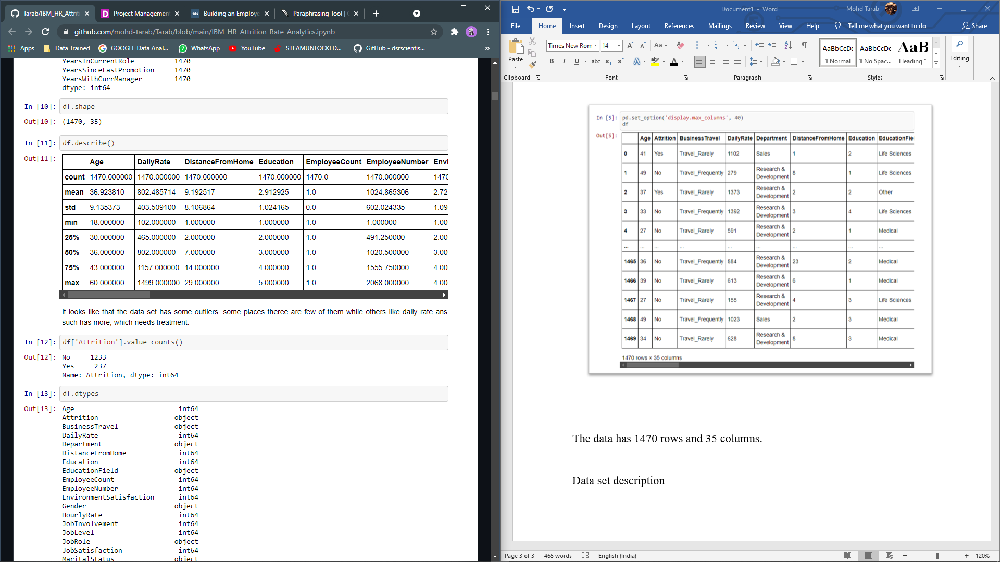 Tarab/IBM_HR_Attrit
Project Managemen
tds Building an Employe
Paraphrasing Tool |
github.com/mohd-tarab/Tarab/blob/main/IBM_HR_Attrition_Rate_Analytics.ipynb
Apps Data Trained GOOGLE Data Anal... WhatsApp YouTube STEAMUNLOCKED... GitHub - dsrscientis... »
YearsInCurrentRole 1470
YearsSinceLastPromotion 1470
YearsWithCurrManager 1470
dtype: int64
In [10]: df.shape
Out[10]: (1470, 35)
In [11]: df.describe()
Out[11]:
Age DailyRate DistanceFromHome Education EmployeeCount EmployeeNumber Envi
count 1470.000000 1470.000000 1470.000000 1470.000000 1470.0 1470.000000 1470
mean 36.923810 802.485714 9.192517 2.912925 1.0 1024.865306 2.72
std 9.135373 403.509100 8.106864 1.024165 0.0 602.024335 1.09
min 18.000000 102.000000 1.000000 1.000000 1.0 1.000000 1.00
25% 30.000000 465.000000 2.000000 2.000000 1.0 491.250000 2.00
50% 36.000000 802.000000 7.000000 3.000000 1.0 1020.500000 3.00
75% 43.000000 1157.000000 14.000000 4.000000 1.0 1555.750000 4.00
max 60.000000 1499.000000 29.000000 5.000000 1.0 2068.000000 4.00
it looks like that the data set has some outliers. some places theree are few of them while others like daily rate ans
such has more, which needs treatment.
In [12]: df['Attrition'].value_counts()
Out[12]: No 1233
Yes 237
Name: Attrition, dtype: int64
In [13]: df.dtypes
Out[13]: Age int64
Attrition object
BusinessTravel object
DailyRate int64
Department object
DistanceFromHome int64
Education int64
EducationField object
EmployeeCount int64
EmployeeNumber int64
EnvironmentSatisfaction int64
Gender object
HourlyRate int64
JobInvolvement int64
JobLevel int64
JobRole object
JobSatisfaction int64
MaritalStatus object
Document1 - Word
Mohd Tarab
File Home Insert Design Layout References Mailings Review View Help Tell me what you want to do Share
Paste
Times New Ron 14
B I U abc x₂ x²
AaBbCcDc AaBbCcDc AaB
¶ Normal ¶ No Spac... Heading 1
Editing
Clipboard Font Paragraph Styles
In [5]: pd.set_option('display.max_columns', 40)
df
Out[5]:
Age Attrition BusinessTravel DailyRate Department DistanceFromHome Education EducationFie
0 41 Yes Travel_Rarely 1102 Sales 1 2 Life Sciences
1 49 No Travel_Frequently 279 Research & Development 8 1 Life Sciences
2 37 Yes Travel_Rarely 1373 Research & Development 2 2 Other
3 33 No Travel_Frequently 1392 Research & Development 3 4 Life Sciences
4 27 No Travel_Rarely 591 Research & Development 2 1 Medical
... ... ... ... ... ... ... ... ...
1465 36 No Travel_Frequently 884 Research & Development 23 2 Medical
1466 39 No Travel_Rarely 613 Research & Development 6 1 Medical
1467 27 No Travel_Rarely 155 Research & Development 4 3 Life Sciences
1468 49 No Travel_Frequently 1023 Sales 2 3 Medical
1469 34 No Travel_Rarely 628 Research & Development 8 3 Medical
1470 rows × 35 columns
The data has 1470 rows and 35 columns.
Data set description
Page 3 of 3 465 words English (India) 120%